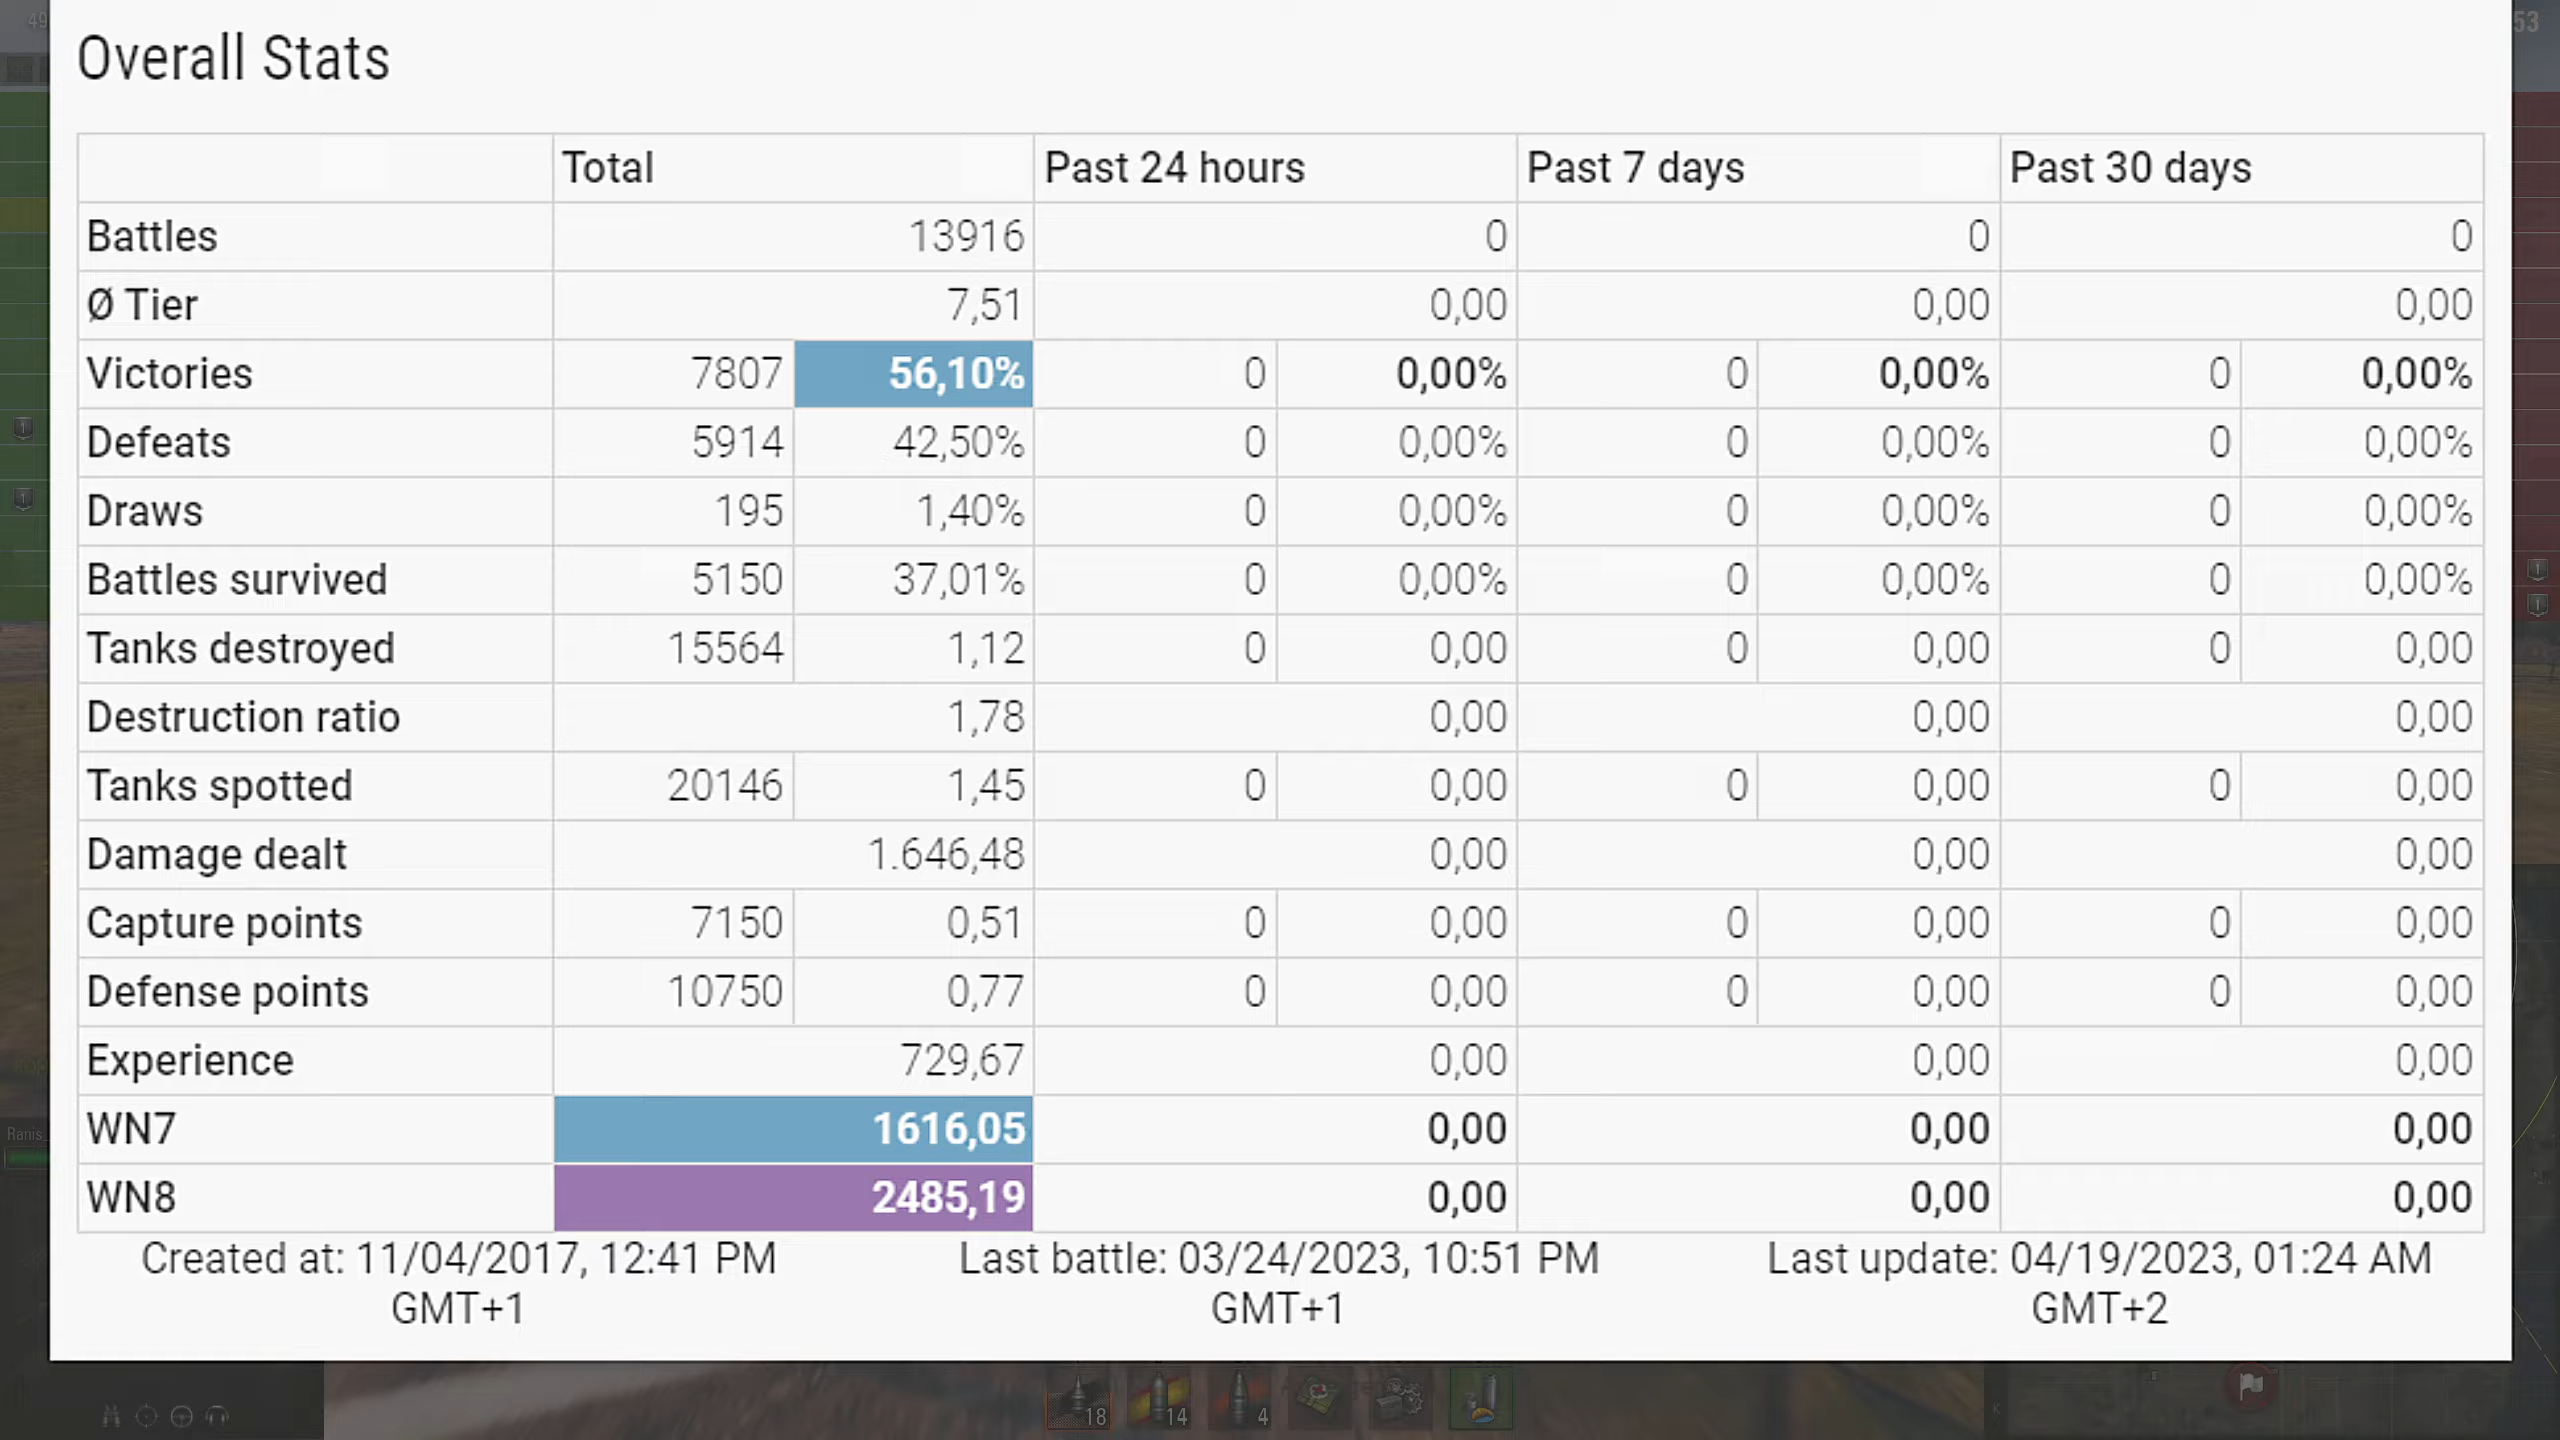 Overall Stats
Total Past 24 hours Past 7 days Past 30 days
Battles 13916 0 0 0
Ø Tier 7,51 0,00 0,00 0,00
Victories 7807 56,10% 0 0,00% 0 0,00% 0 0,00%
Defeats 5914 42,50% 0 0,00% 0 0,00% 0 0,00%
Draws 195 1,40% 0 0,00% 0 0,00% 0 0,00%
Battles survived 5150 37,01% 0 0,00% 0 0,00% 0 0,00%
Tanks destroyed 15564 1,12 0 0,00 0 0,00 0 0,00
Destruction ratio 1,78 0,00 0,00 0,00
Tanks spotted 20146 1,45 0 0,00 0 0,00 0 0,00
Damage dealt 1.646,48 0,00 0,00 0,00
Capture points 7150 0,51 0 0,00 0 0,00 0 0,00
Defense points 10750 0,77 0 0,00 0 0,00 0 0,00
Experience 729,67 0,00 0,00 0,00
WN7 1616,05 0,00 0,00 0,00
WN8 2485,19 0,00 0,00 0,00
Created at: 11/04/2017, 12:41 PM Last battle: 03/24/2023, 10:51 PM Last update: 04/19/2023, 01:24 AM
GMT+1 GMT+1 GMT+2
49 53
Ranis
18 14 4
K